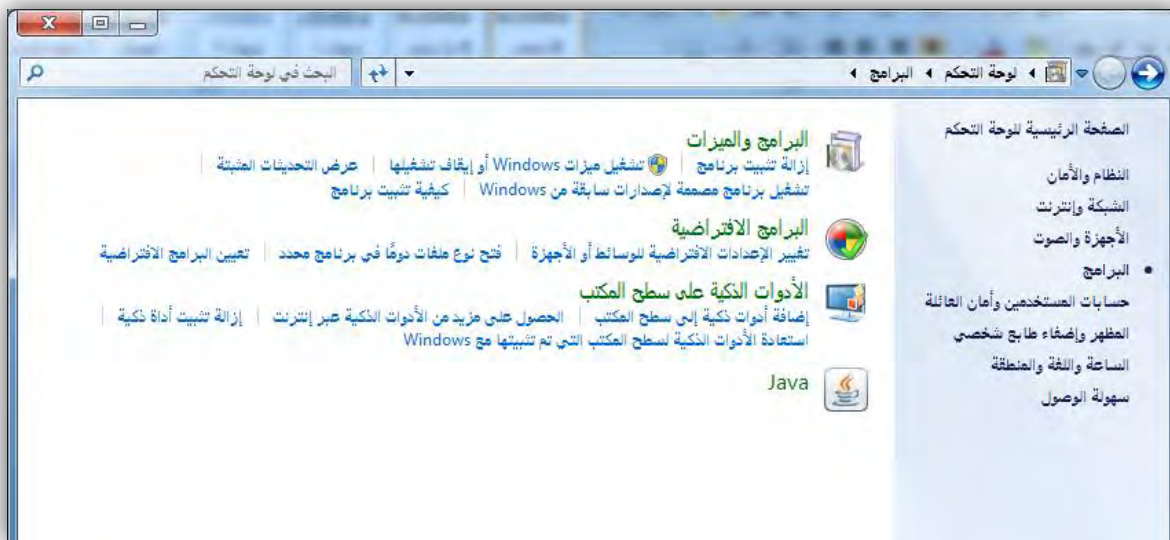 لوحة التحكم
البرامج
البحث في لوحة التحكم
الصفحة الرئيسية للوحة التحكم
النظام والأمان
الشبكة وإنترنت
الأجهزة والصوت
البرامج
حسابات المستخدمين وأمان العائلة
المظهر وإضفاء طابع شخصي
الساعة واللغة والمنطقة
سهولة الوصول
البرامج والميزات
إزالة تثبيت برنامج | تشغيل ميزات Windows أو إيقاف تشغيلها | عرض التحديثات المثبتة
تشغيل برنامج مصممة لإصدارات سابقة من Windows | كيفية تثبيت برنامج
البرامج الافتراضية
تغيير الإعدادات الافتراضية للوسائط أو الأجهزة | فتح نوع ملفات دومًا في برنامج محدد | تعيين البرامج الافتراضية
الأدوات الذكية على سطح المكتب
إضافة أدوات ذكية إلى سطح المكتب | الحصول على مزيد من الأدوات الذكية عبر إنترنت | إزالة تثبيت أداة ذكية
استعادة الأدوات الذكية لسطح المكتب التي تم تثبيتها مع Windows
Java